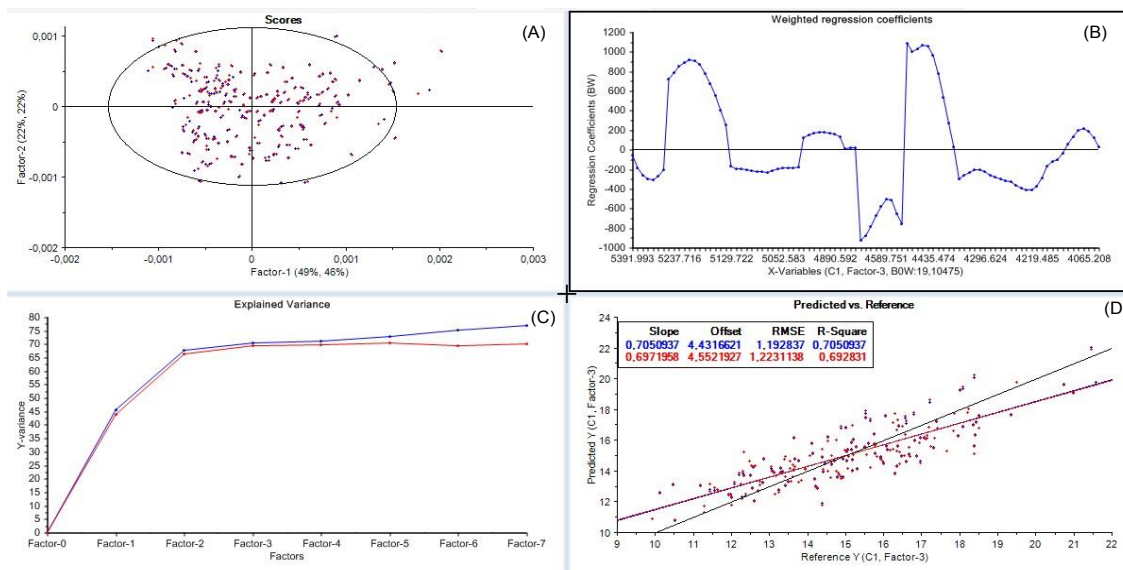 Scores
(A)
0,001
0
-0,001
-0,002
Factor-2 (22%, 22%)
-0,002
-0,001
0
0,001
0,002
0,003
Factor-1 (49%, 46%)
Weighted regression coefficients
(B)
1200
1000
800
600
400
200
0
-200
-400
-600
-800
-1000
Regression Coefficients (BW)
5391.993 5237.716 5129.722 5052.583 4890.592 4589.751 4435.474 4296.624 4219.485 4065.208
X-Variables (C1, Factor-3, B0W:19,10475)
Explained Variance
(C)
80
75
70
65
60
55
50
45
40
35
30
25
20
15
10
5
0
Y-variance
Factor-0 Factor-1 Factor-2 Factor-3 Factor-4 Factor-5 Factor-6 Factor-7
Factors
Predicted vs. Reference
(D)
Slope Offset RMSE R-Square
0,7050937 4,4316621 1,192837 0,7050937
0,6971958 4,5521927 1,2231138 0,692831
24
22
20
18
16
14
12
10
Predicted Y (C1, Factor-3)
9 10 11 12 13 14 15 16 17 18 19 20 21 22
Reference Y (C1, Factor-3)